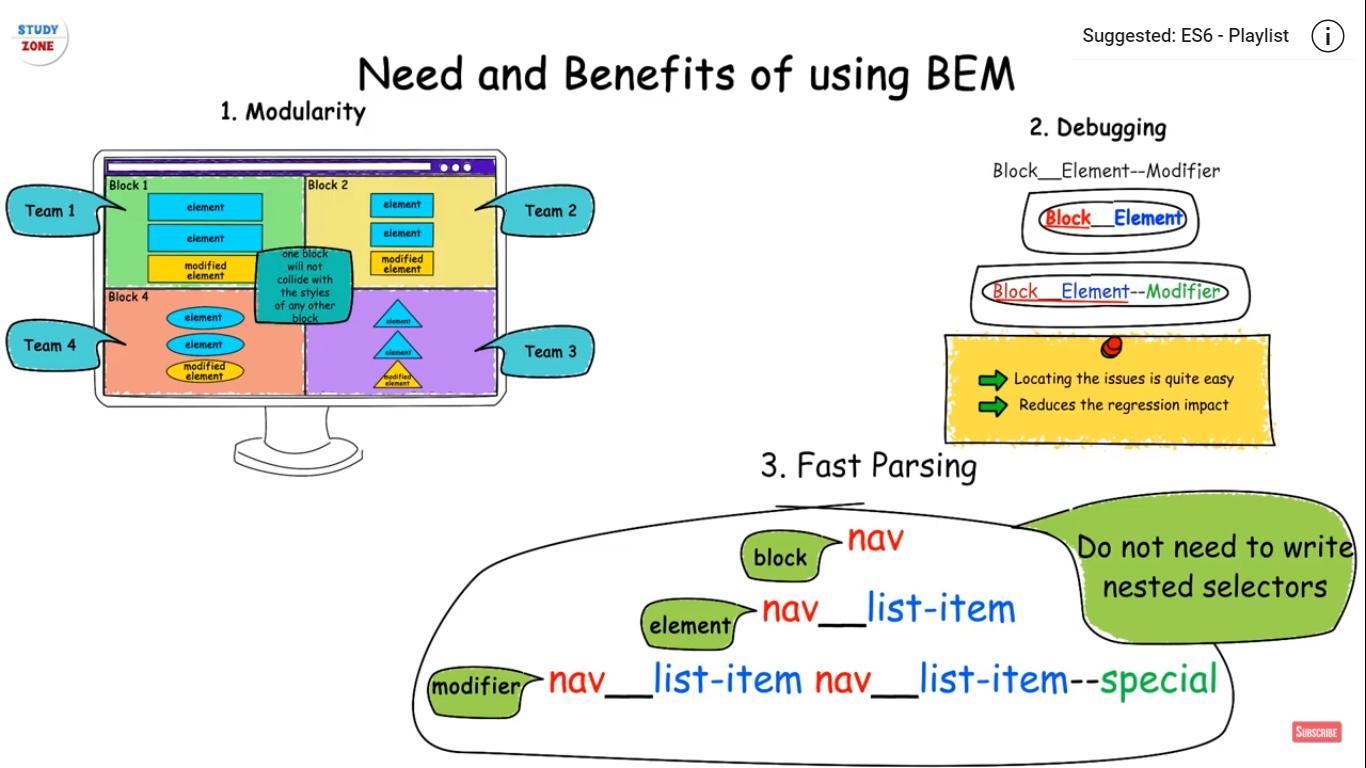 STUDY
ZONE
Suggested: ES6 - Playlist
i
Need and Benefits of using BEM
1. Modularity
Block 1
element
element
modified
element
Block 2
element
element
modified
element
Team 1
Team 2
one block
will not
collide with
the styles
of any other
block
Block 4
element
element
modified
element
element
element
modified
element
Team 4
Team 3
2. Debugging
Block__Element--Modifier
Block__Element
Block__Element--Modifier
Locating the issues is quite easy
Reduces the regression impact
3. Fast Parsing
block
nav
element
nav__list-item
modifier
nav__list-item nav__list-item--special
Do not need to write
nested selectors
SUBSCRIBE